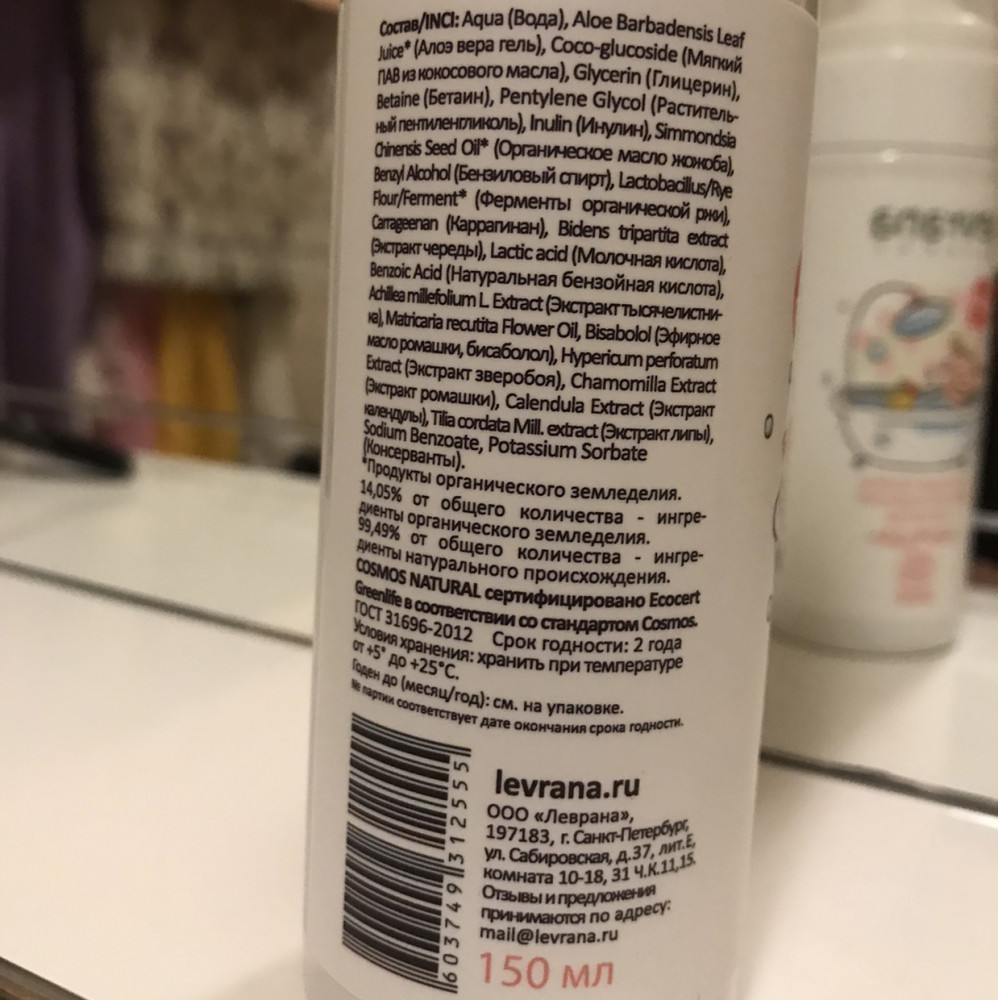 Состав/INCI: Aqua (Вода), Aloe Barbadensis Leaf
Juice* (Алоэ вера гель), Coco-glucoside (Мягкий
ПАВ из кокосового масла), Glycerin (Глицерин),
Betaine (Бетаин), Pentylene Glycol (Раститель-
ный пентиленгликоль), Inulin (Инулин), Simmondsia
Chinensis Seed Oil* (Органическое масло жожоба),
Benzyl Alcohol (Бензиловый спирт), Lactobacillus/Rye
Flour/Ferment* (Ферменты органической ржи),
Carrageenan (Каррагинан), Bidens tripartita extract
(Экстракт череды), Lactic acid (Молочная кислота),
Benzoic Acid (Натуральная бензойная кислота),
Achillea millefolium L. Extract (Экстракт тысячелистни-
ка), Matricaria recutita Flower Oil, Bisabolol (Эфирное
масло ромашки, бисаболол), Hypericum perforatum
Extract (Экстракт зверобоя), Chamomilla Extract
(Экстракт ромашки), Calendula Extract (Экстракт
календулы), Tilia cordata Mill. extract (Экстракт липы),
Sodium Benzoate, Potassium Sorbate
(Консерванты).
*Продукты органического земледелия.
14,05% от общего количества - ингре-
диенты органического земледелия.
99,49% от общего количества - ингре-
диенты натурального происхождения.
COSMOS NATURAL сертифицировано Ecocert
Greenlife в соответствии со стандартом Cosmos.
ГОСТ 31696-2012 Срок годности: 2 года
Условия хранения: хранить при температуре
от +5° до +25°C.
Годен до (месяц/год): см. на упаковке.
№ партии соответствует дате окончания срока годности.
levrana.ru
ООО «Леврана»,
197183, г. Санкт-Петербург,
ул. Сабировская, д.37, лит.Е,
комната 10-18, 31 Ч.К.11,15.
Отзывы и предложения
принимаются по адресу:
mail@levrana.ru
150 мл
603749 312555